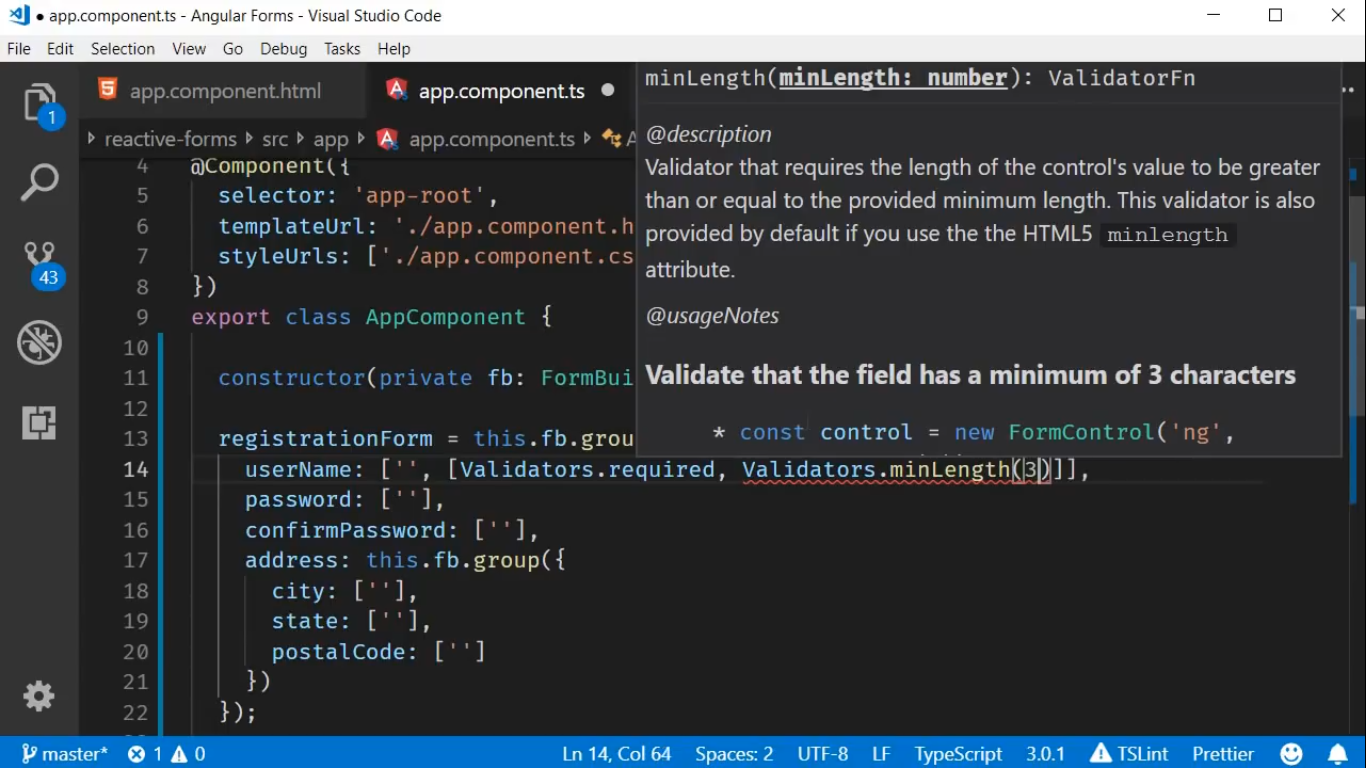 ● app.component.ts - Angular Forms - Visual Studio Code
File Edit Selection View Go Debug Tasks Help
app.component.html app.component.ts ●
reactive-forms src app app.component.ts A
minLength(minLength: number): ValidatorFn
@description
Validator that requires the length of the control's value to be greater
than or equal to the provided minimum length. This validator is also
provided by default if you use the the HTML5 minlength
attribute.
@usageNotes
Validate that the field has a minimum of 3 characters
* const control = new FormControl('ng',
4 @Component({
5 selector: 'app-root',
6 templateUrl: './app.component.h
7 styleUrls: ['./app.component.cs
8 })
9 export class AppComponent {
10
11 constructor(private fb: FormBui
12
13 registrationForm = this.fb.grou
14 userName: ['', [Validators.required, Validators.minLength(3)]],
15 password: [''],
16 confirmPassword: [''],
17 address: this.fb.group({
18 city: [''],
19 state: [''],
20 postalCode: ['']
21 })
22 });
1
43
master* 1 0 Ln 14, Col 64 Spaces: 2 UTF-8 LF TypeScript 3.0.1 TSLint Prettier